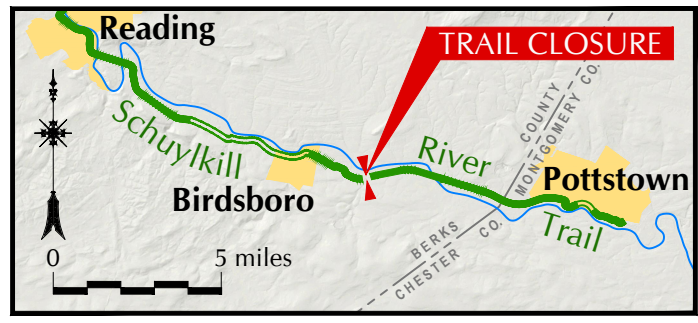 Reading
TRAIL CLOSURE
COUNTY
MONTGOMERY CO.
Schuylkill
River
Trail
Birdsboro
Pottstown
BERKS
CHESTER CO.
0 5 miles